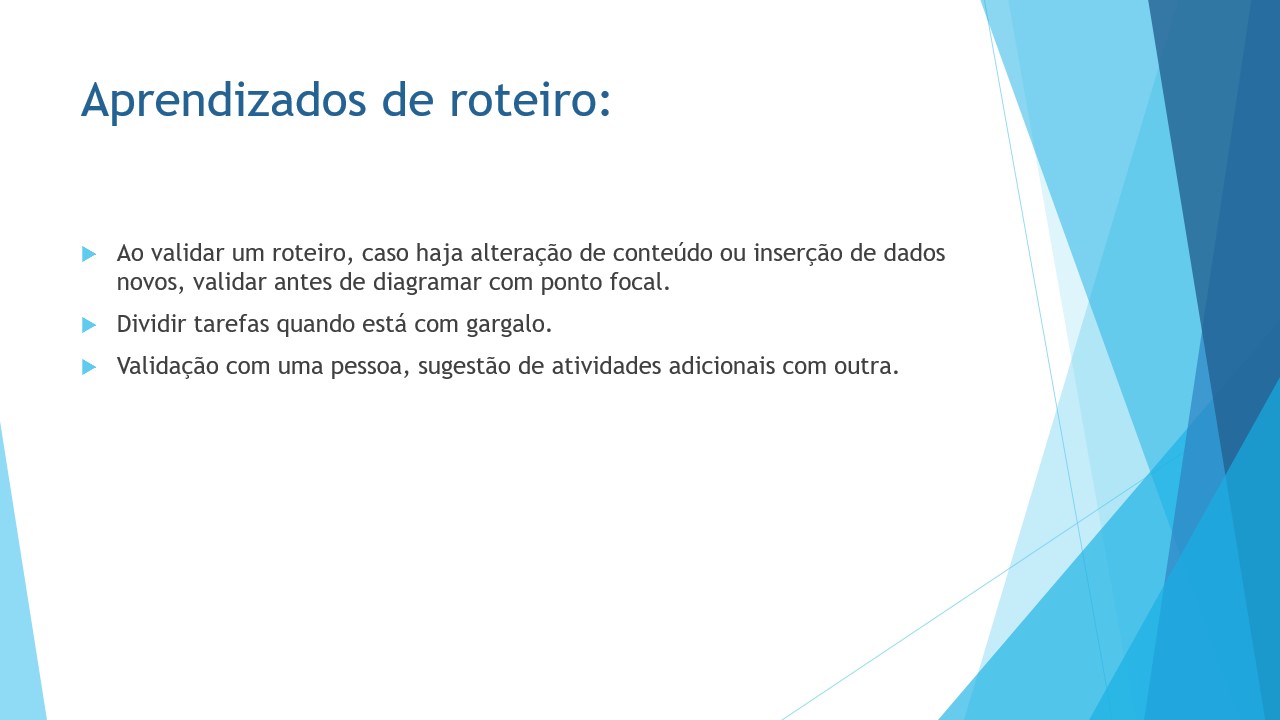 Aprendizados de roteiro:
Ao validar um roteiro, caso haja alteração de conteúdo ou inserção de dados
novos, validar antes de diagramar com ponto focal.
Dividir tarefas quando está com gargalo.
Validação com uma pessoa, sugestão de atividades adicionais com outra.